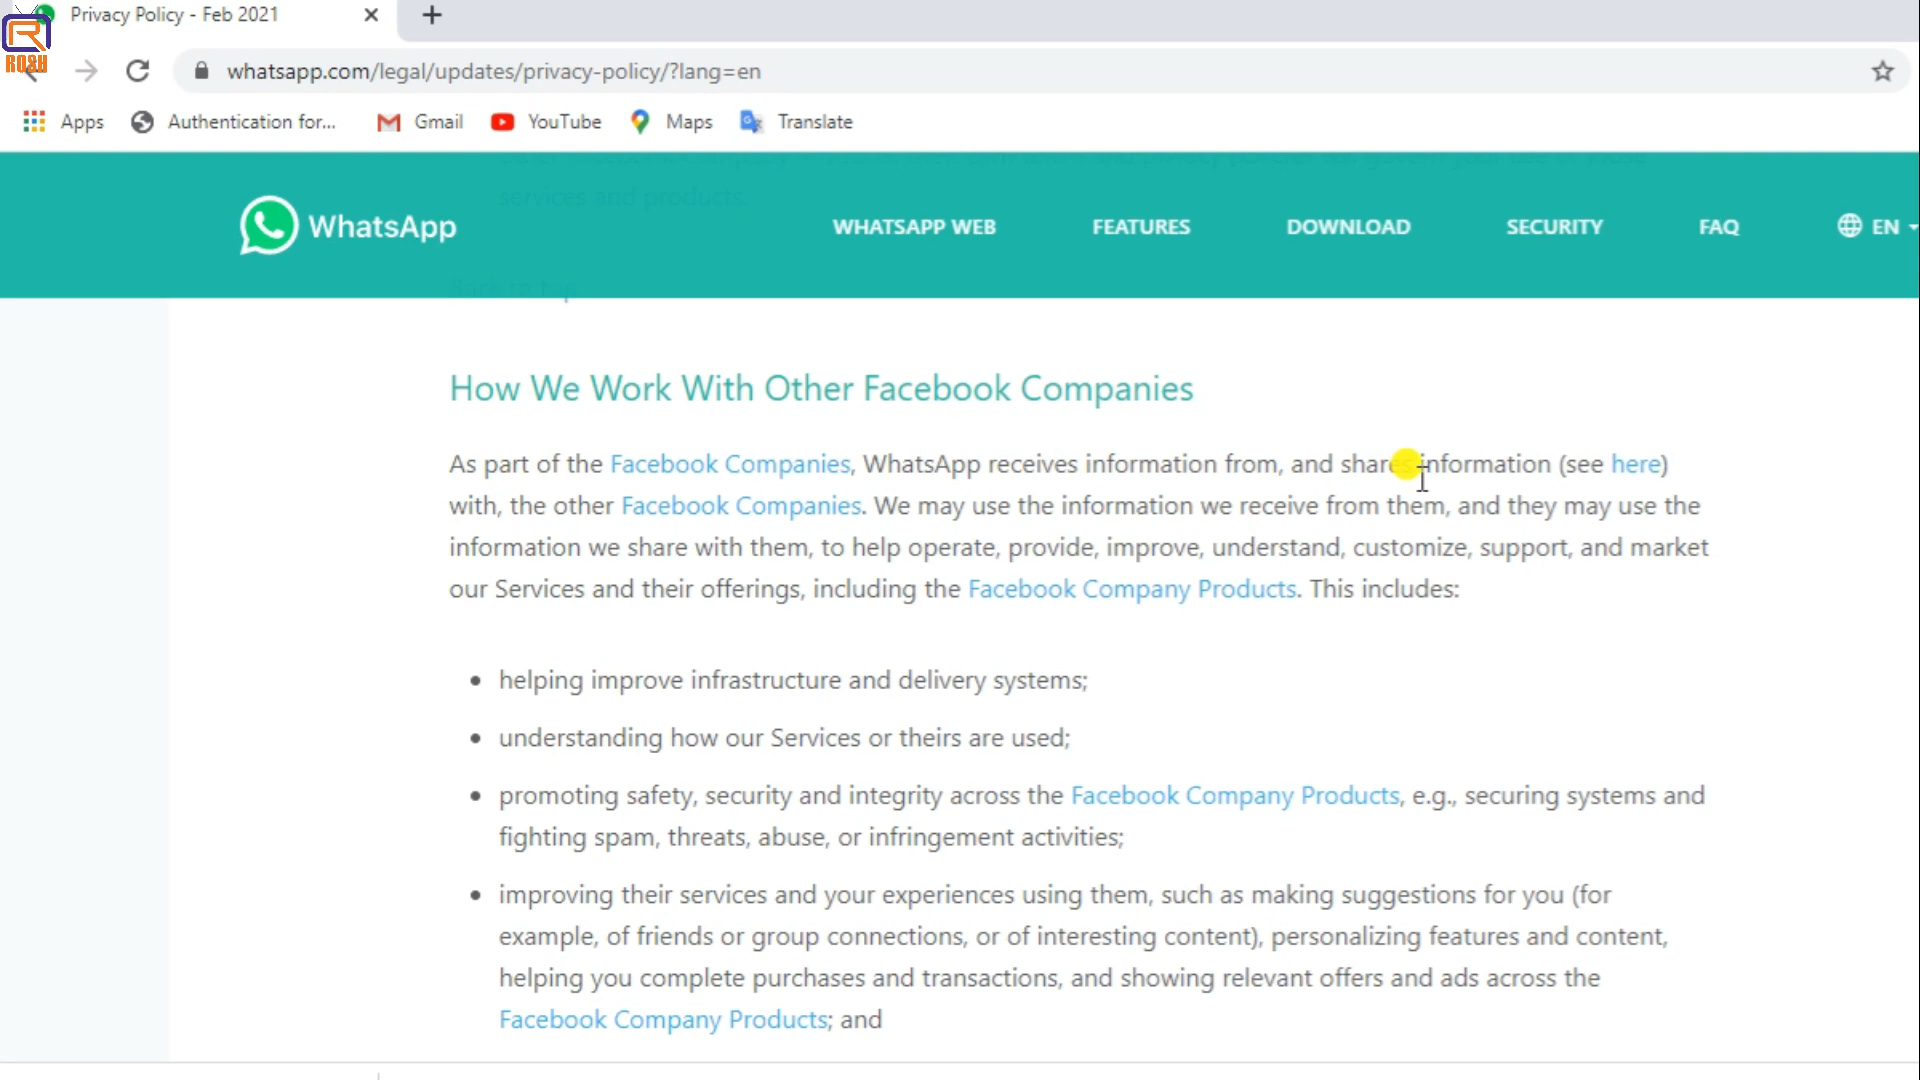 Privacy Policy - Feb 2021
ROSH
whatsapp.com/legal/updates/privacy-policy/?lang=en
Apps
Authentication for...
Gmail
YouTube
Maps
Translate
services and products.
WhatsApp
WHATSAPP WEB
FEATURES
DOWNLOAD
SECURITY
FAQ
EN
Back to top
How We Work With Other Facebook Companies
As part of the Facebook Companies, WhatsApp receives information from, and shares information (see here)
with, the other Facebook Companies. We may use the information we receive from them, and they may use the
information we share with them, to help operate, provide, improve, understand, customize, support, and market
our Services and their offerings, including the Facebook Company Products. This includes:
• helping improve infrastructure and delivery systems;
• understanding how our Services or theirs are used;
• promoting safety, security and integrity across the Facebook Company Products, e.g., securing systems and
fighting spam, threats, abuse, or infringement activities;
• improving their services and your experiences using them, such as making suggestions for you (for
example, of friends or group connections, or of interesting content), personalizing features and content,
helping you complete purchases and transactions, and showing relevant offers and ads across the
Facebook Company Products; and